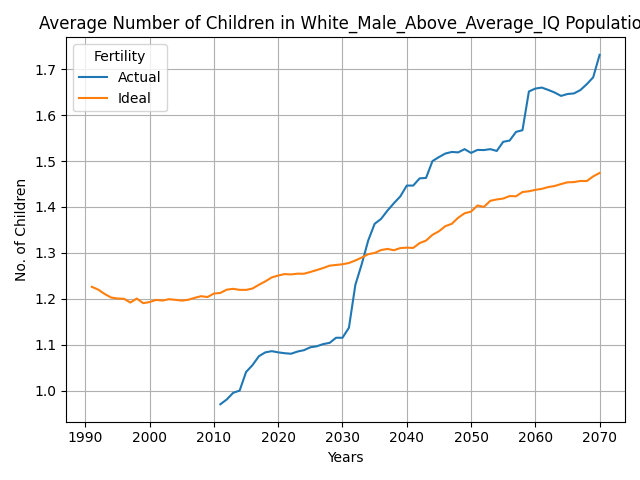 Average Number of Children in White_Male_Above_Average_IQ Populatio
Fertility
Actual
Ideal
1.7
1.6
1.5
1.4
1.3
1.2
1.1
1.0
No. of Children
1990 2000 2010 2020 2030 2040 2050 2060 2070
Years